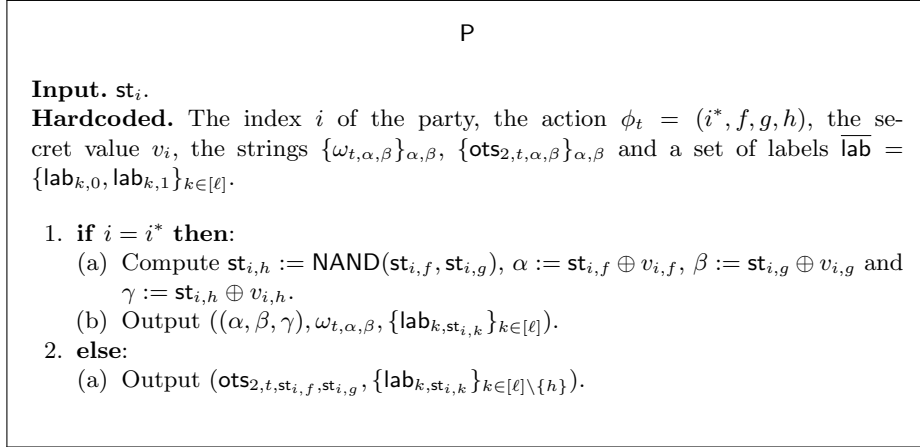 P
Input. st_i.
Hardcoded. The index i of the party, the action ϕ_t = (i*, f, g, h), the se-
cret value v_i, the strings {ω_{t,α,β}}_{α,β}, {ots_{2,t,α,β}}_{α,β} and a set of labels \overline{lab} =
{lab_{k,0}, lab_{k,1}}_{k∈[ℓ]}.
1. if i = i* then:
(a) Compute st_{i,h} := NAND(st_{i,f}, st_{i,g}), α := st_{i,f} ⊕ v_{i,f}, β := st_{i,g} ⊕ v_{i,g} and
γ := st_{i,h} ⊕ v_{i,h}.
(b) Output ((α, β, γ), ω_{t,α,β}, {lab_{k,st_{i,k}}}_{k∈[ℓ]}).
2. else:
(a) Output (ots_{2,t,st_{i,f},st_{i,g}}, {lab_{k,st_{i,k}}}_{k∈[ℓ]\{h}}).